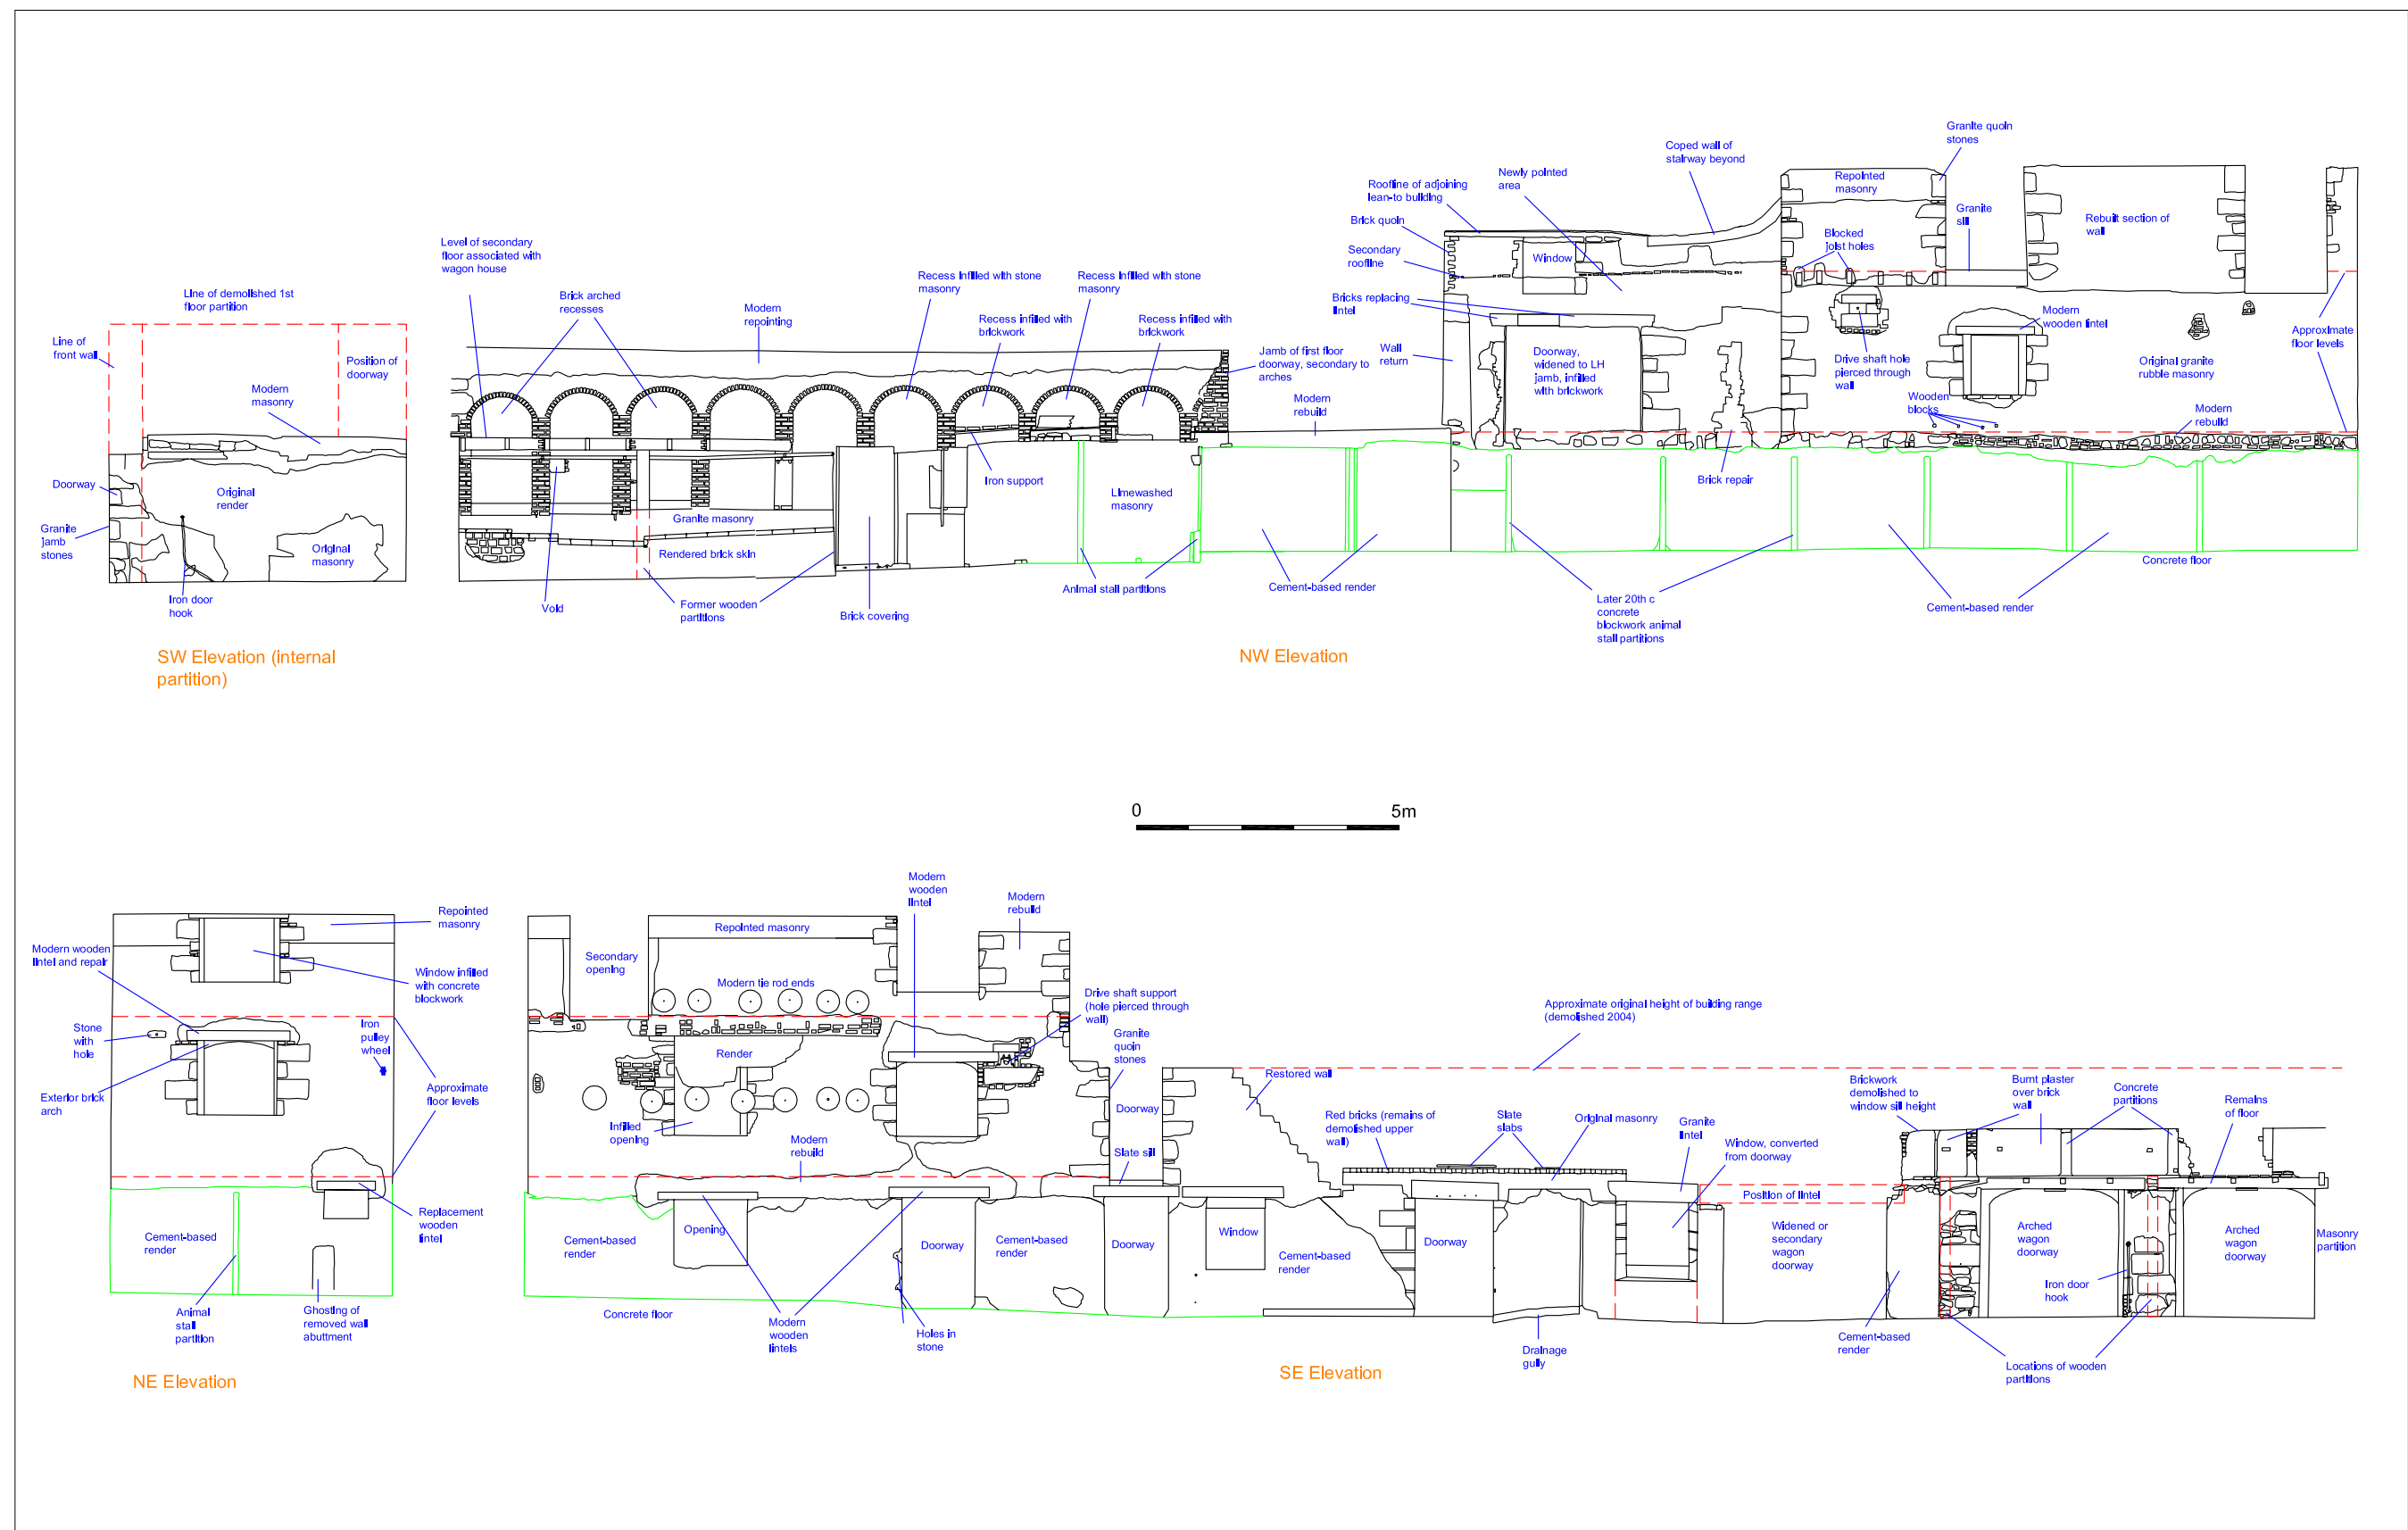 Line of demolished 1st
floor partition
Line of
front wall
Position of
doorway
Modern
masonry
Doorway
Original
render
Granite
jamb
stones
Original
masonry
Iron door
hook
SW Elevation (internal
partition)
Level of secondary
floor associated with
wagon house
Brick arched
recesses
Modern
repointing
Recess infilled with stone
masonry
Recess infilled with
brickwork
Recess infilled with stone
masonry
Recess infilled with
brickwork
Jamb of first floor
doorway, secondary to
arches
Modern
rebuild
Iron support
Limewashed
masonry
Granite masonry
Rendered brick skin
Void
Former wooden
partitions
Brick covering
Animal stall partitions
Cement-based render
NW Elevation
Roofline of adjoining
lean-to building
Brick quoin
Secondary
roofline
Bricks replacing
lintel
Wall
return
Newly pointed
area
Coped wall of
stairway beyond
Window
Doorway,
widened to LH
jamb, infilled
with brickwork
Granite quoin
stones
Repointed
masonry
Granite
sill
Blocked
joist holes
Rebuilt section of
wall
Modern
wooden lintel
Drive shaft hole
pierced through
wall
Original granite
rubble masonry
Approximate
floor levels
Wooden
blocks
Modern
rebuild
Brick repair
Later 20th c
concrete
blockwork animal
stall partitions
Cement-based render
Concrete floor
0 5m
Repointed
masonry
Modern wooden
lintel and repair
Window infilled
with concrete
blockwork
Stone
with
hole
Iron
pulley
wheel
Exterior brick
arch
Approximate
floor levels
Replacement
wooden
lintel
Cement-based
render
Animal
stall
partition
Ghosting of
removed wall
abuttment
NE Elevation
Secondary
opening
Repointed masonry
Modern
wooden
lintel
Modern
rebuild
Modern tie rod ends
Drive shaft support
(hole pierced through
wall)
Granite
quoin
stones
Render
Infilled
opening
Modern
rebuild
Doorway
Slate sill
Cement-based
render
Opening
Doorway
Cement-based
render
Doorway
Window
Cement-based
render
Concrete floor
Modern
wooden
lintels
Holes in
stone
SE Elevation
Approximate original height of building range
(demolished 2004)
Restored wall
Red bricks (remains of
demolished upper
wall)
Slate
slabs
Original masonry
Granite
lintel
Window, converted
from doorway
Doorway
Drainage
gully
Position of lintel
Widened or
secondary
wagon
doorway
Brickwork
demolished to
window sill height
Burnt plaster
over brick
wall
Concrete
partitions
Remains
of floor
Arched
wagon
doorway
Arched
wagon
doorway
Masonry
partition
Iron door
hook
Cement-based
render
Locations of wooden
partitions